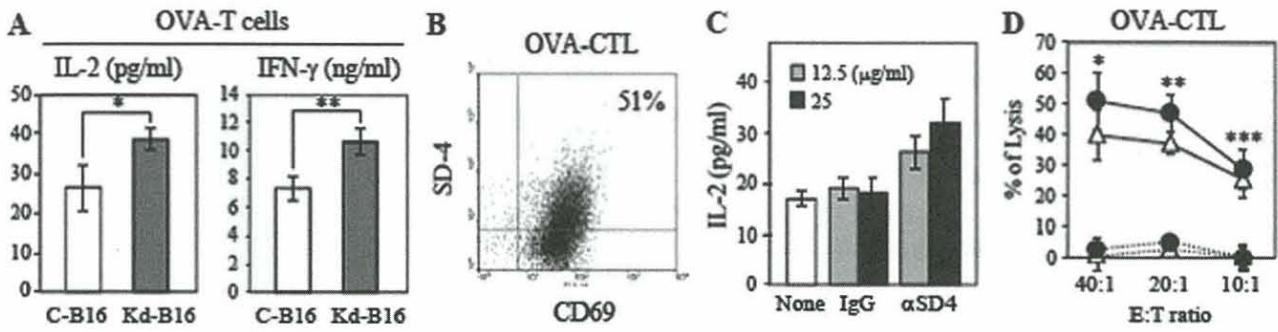 A
OVA-T cells
IL-2 (pg/ml)
IFN-γ (ng/ml)
50
40
30
20
10
0
*
C-B16 Kd-B16
14
12
10
8
6
4
2
0
**
C-B16 Kd-B16
B
OVA-CTL
51%
SD-4
CD69
C
12.5 (μg/ml)
25
IL-2 (pg/ml)
40
30
20
10
0
None IgG αSD4
D
OVA-CTL
% of Lysis
70
60
50
40
30
20
10
0
*
**
***
40:1 20:1 10:1
E:T ratio